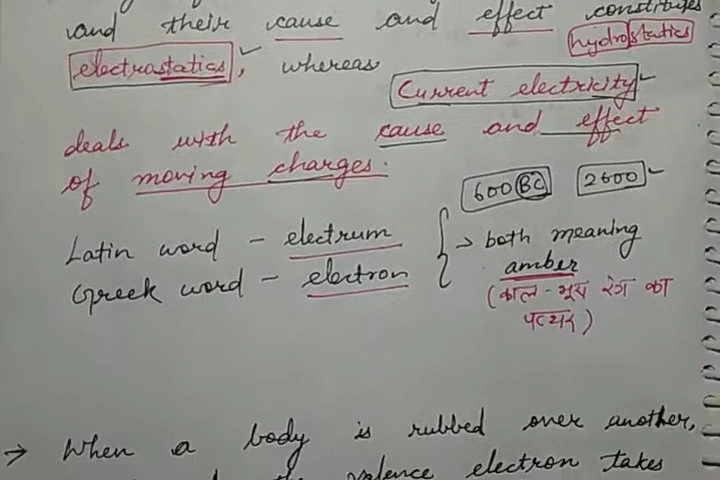 and their cause and effect constitutes
hydrostatics
electrostatics, whereas
Current electricity
deals with the cause and effect
of moving charges.
600 BC 2600
Latin word - electrum
Greek word - electron
→ both meaning
amber
(काल - भूरा रंग का
पत्थर)
→ When a body is rubbed over another,
valence electron takes